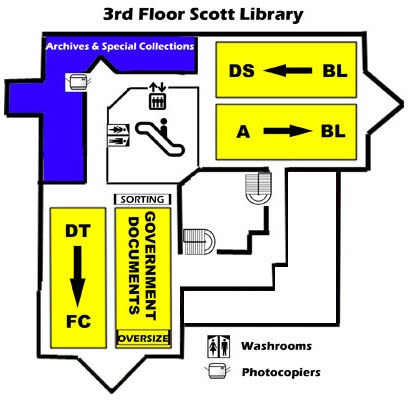 3rd Floor Scott Library
Archives & Special Collections
DS BL
A BL
SORTING
GOVERNMENT
DOCUMENTS
OVERSIZE
DT
FC
Washrooms
Photocopiers